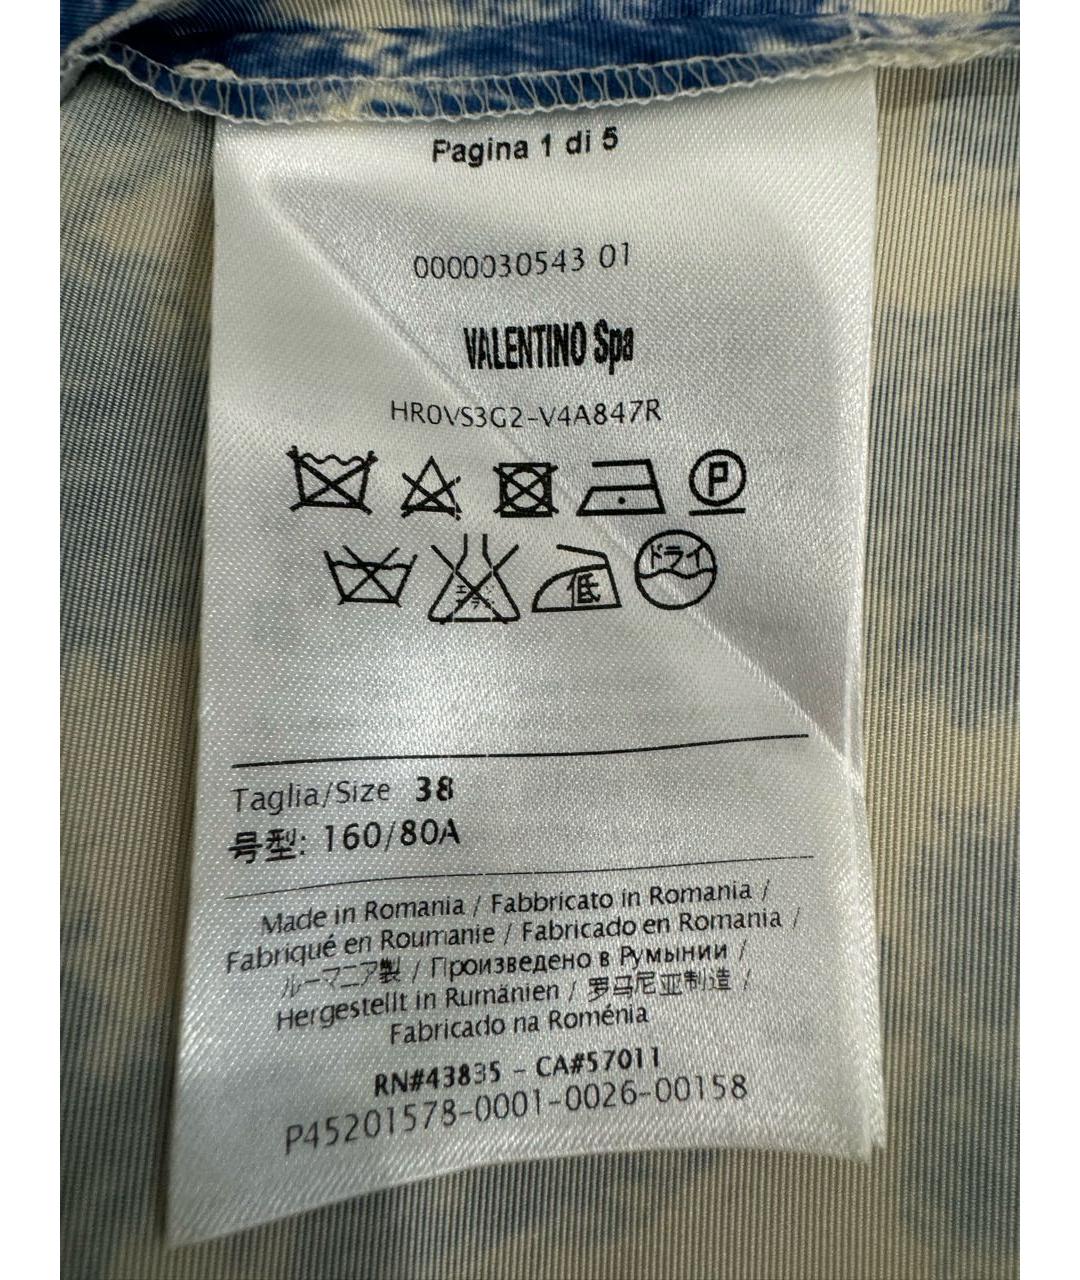 Pagina 1 di 5
0000030543 01
VALENTINO Spa
HR0VS3G2-V4A847R
P
低 ドライ
Taglia/Size 38
号型: 160/80A
Made in Romania / Fabbricato in Romania /
Fabriqué en Roumanie / Fabricado en Romania /
ルーマニア製 / Произведено в Румынии /
Hergestellt in Rumänien / 罗马尼亚制造 /
Fabricado na Roménia
RN#43835 - CA#57011
P45201578-0001-0026-00158